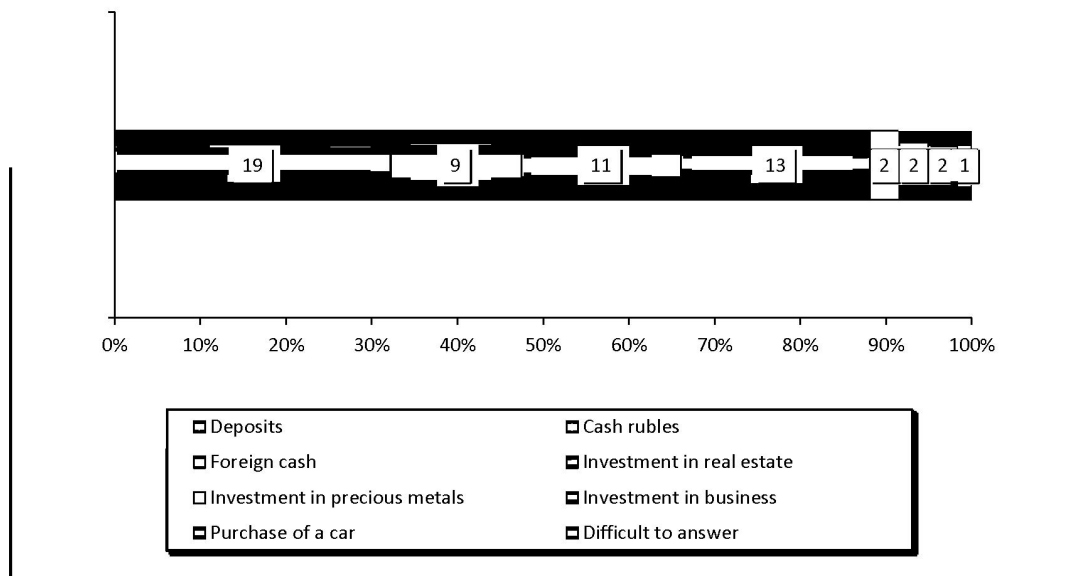 19 9 11 13 2 2 2 1
0% 10% 20% 30% 40% 50% 60% 70% 80% 90% 100%
Deposits Cash rubles
Foreign cash Investment in real estate
Investment in precious metals Investment in business
Purchase of a car Difficult to answer